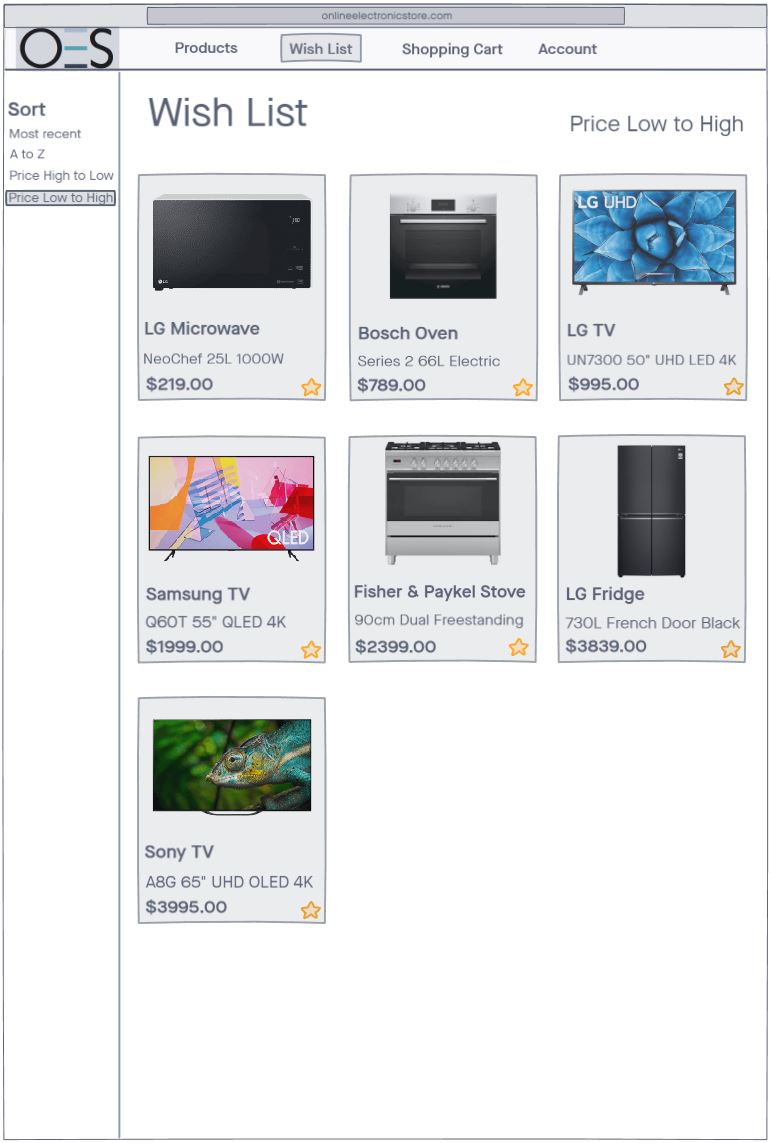 onlineelectronicstore.com
OES
Products
Wish List
Shopping Cart
Account
Sort
Most recent
A to Z
Price High to Low
Price Low to High
Wish List
Price Low to High
LG
LG Microwave
NeoChef 25L 1000W
$219.00
Bosch Oven
Series 2 66L Electric
$789.00
LG UHD
LG TV
UN7300 50" UHD LED 4K
$995.00
QLED
Samsung TV
Q60T 55" QLED 4K
$1999.00
Fisher & Paykel Stove
90cm Dual Freestanding
$2399.00
LG Fridge
730L French Door Black
$3839.00
Sony TV
A8G 65" UHD OLED 4K
$3995.00